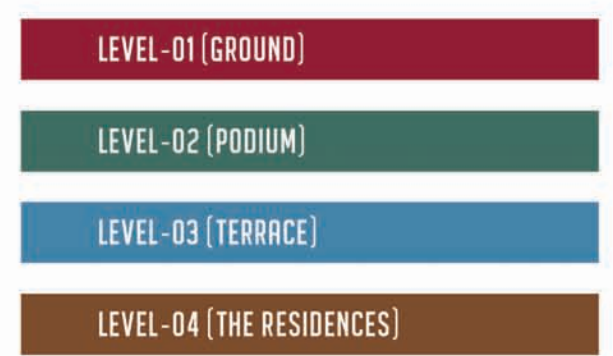 LEVEL-01 (GROUND)
LEVEL-02 (PODIUM)
LEVEL-03 (TERRACE)
LEVEL-04 (THE RESIDENCES)